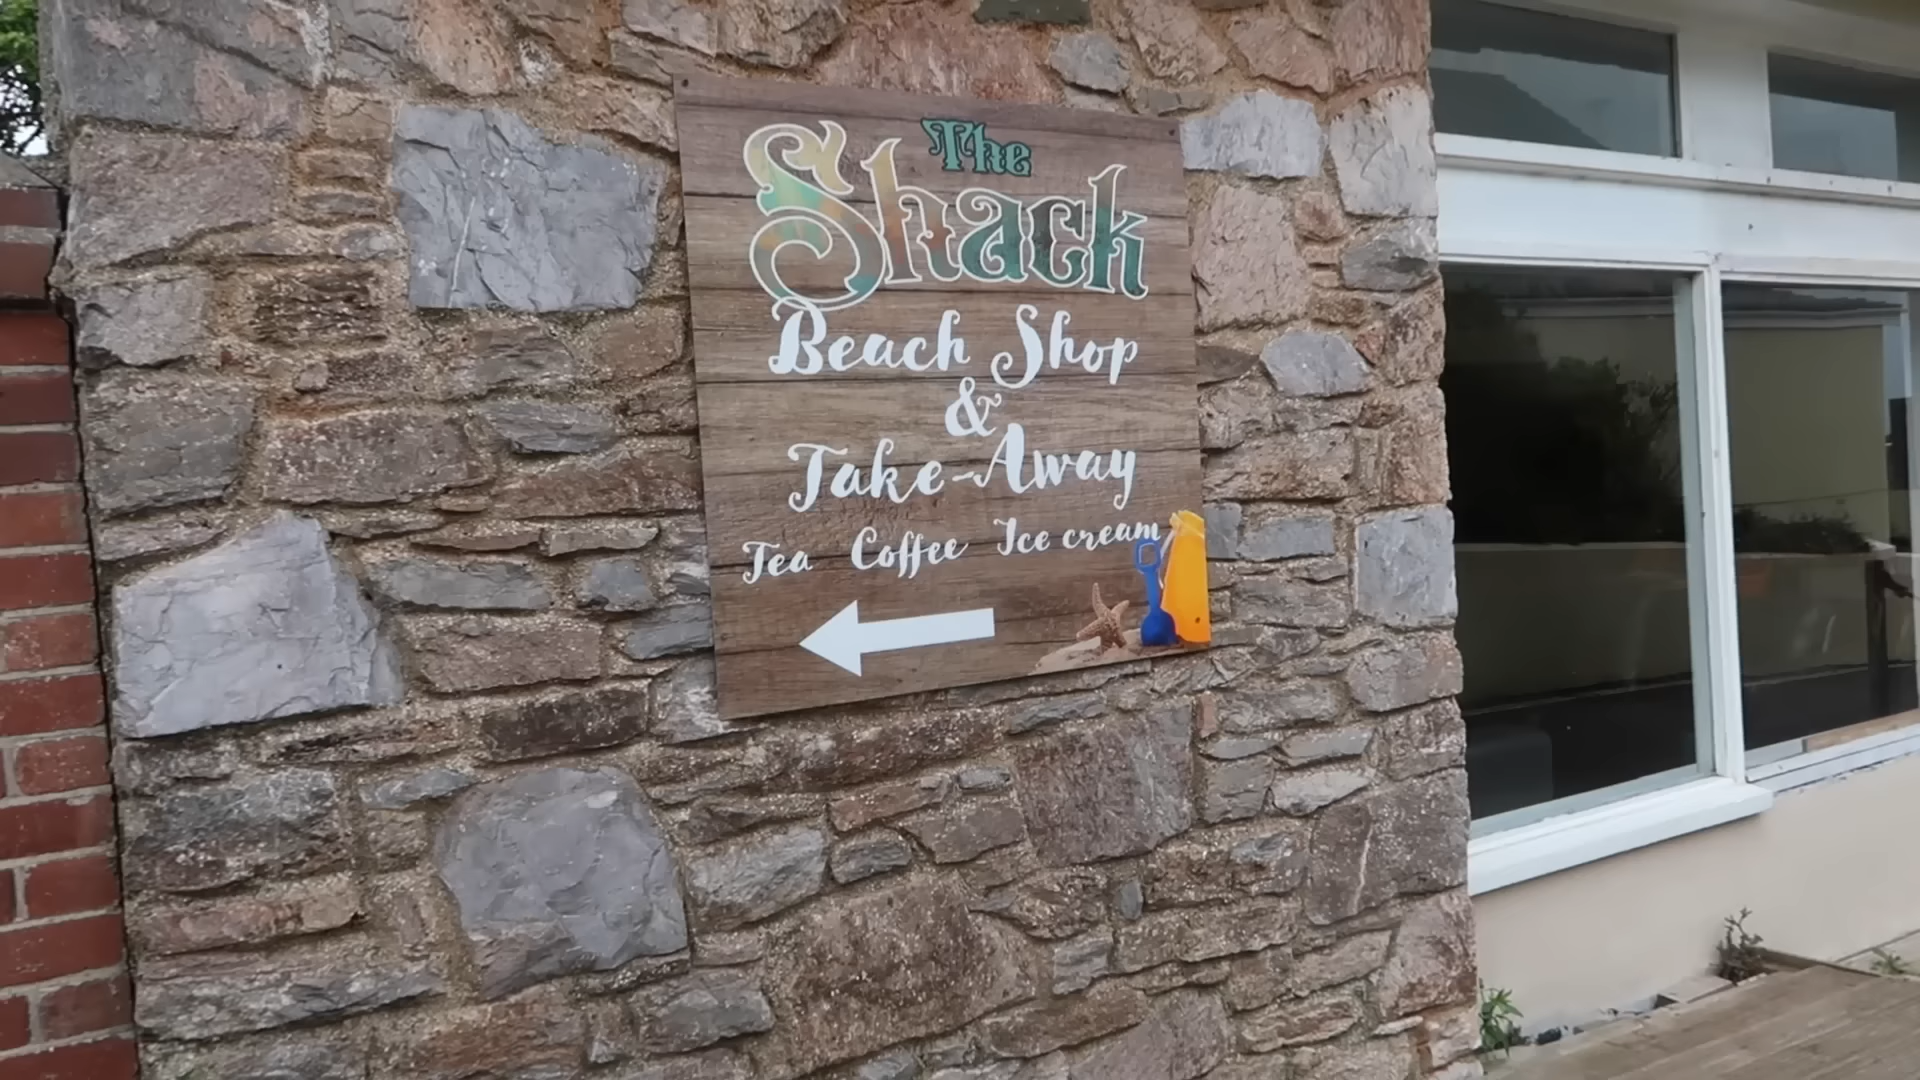 The
Shack
Beach Shop
&
Take-Away
Tea Coffee Ice cream